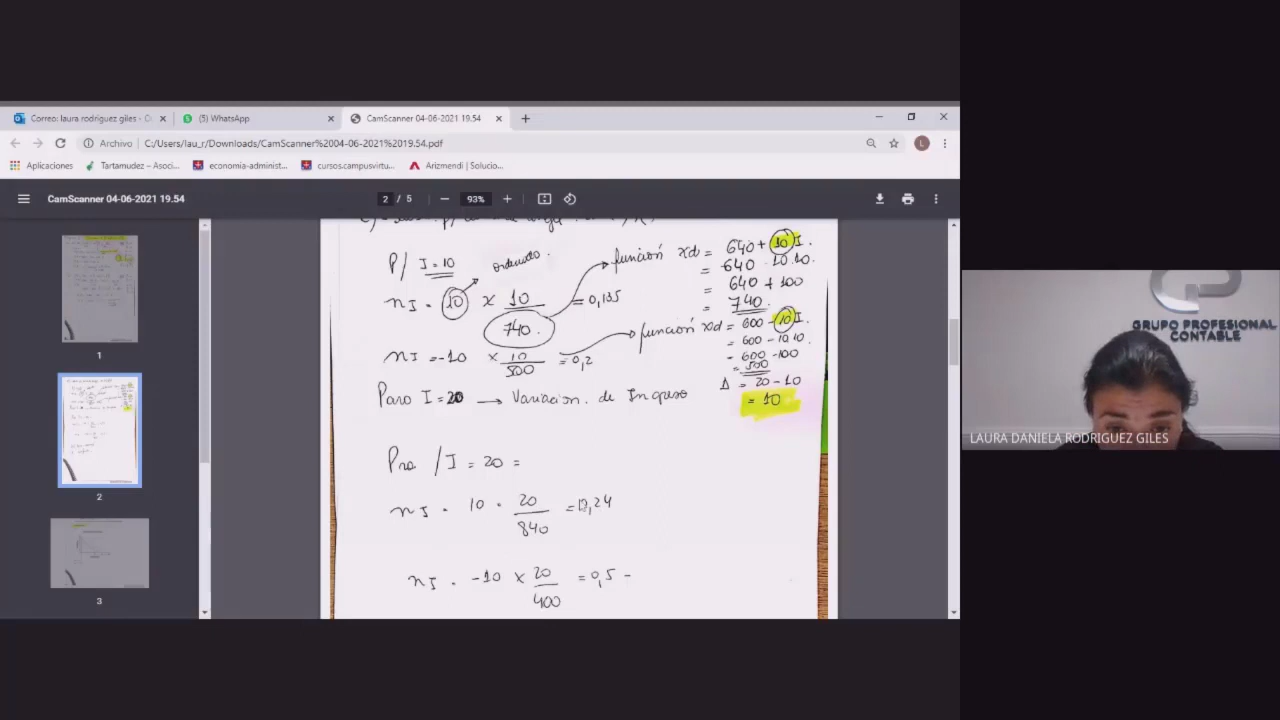 Correo: laura rodriguez giles - O
(5) WhatsApp
CamScanner 04-06-2021 19.54
Archivo
C:/Users/lau_r/Downloads/CamScanner%2004-06-2021%2019.54.pdf
L
Aplicaciones
Tartamudez – Asoci...
economia-administ...
cursos.campusvirtu...
Arizmendi | Solucio...
CamScanner 04-06-2021 19.54
2 / 5
93%
1
2
3
P/ I = 10
ordenado.
función xd = 640 + 10 I.
= 640 . 10.10.
= 640 + 100
= 740.
nI = 10 x 10/740. = 0,135
función xd = 600 - 10 I.
= 600 - 10 10.
= 600 - 100
= 500
nI = -10 x 10/500 = 0,2
Δ = 20 - 10
= 10
Para I = 20 → Variacion. de Ingreso
Pra / I = 20 =
nI . 10 . 20/840 = 0,24
nI . -10 x 20/400 = 0,5 -
GRUPO PROFESIONAL
CONTABLE
LAURA DANIELA RODRIGUEZ GILES